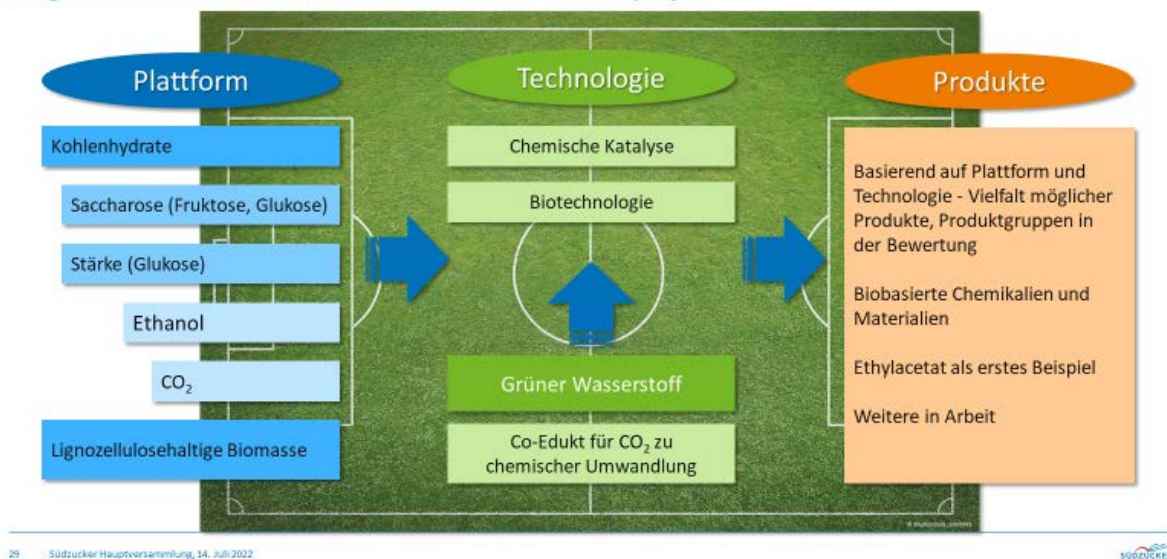 Plattform
Kohlenhydrate
Saccharose (Fruktose, Glukose)
Stärke (Glukose)
Ethanol
CO₂
Lignozellulosehaltige Biomasse
Technologie
Chemische Katalyse
Biotechnologie
Grüner Wasserstoff
Co-Edukt für CO₂ zu
chemischer Umwandlung
Produkte
Basierend auf Plattform und
Technologie - Vielfalt möglicher
Produkte, Produktgruppen in
der Bewertung
Biobasierte Chemikalien und
Materialien
Ethylacetat als erstes Beispiel
Weitere in Arbeit
29 Südzucker Hauptversammlung, 14. Juli 2022
SÜDZUCKER